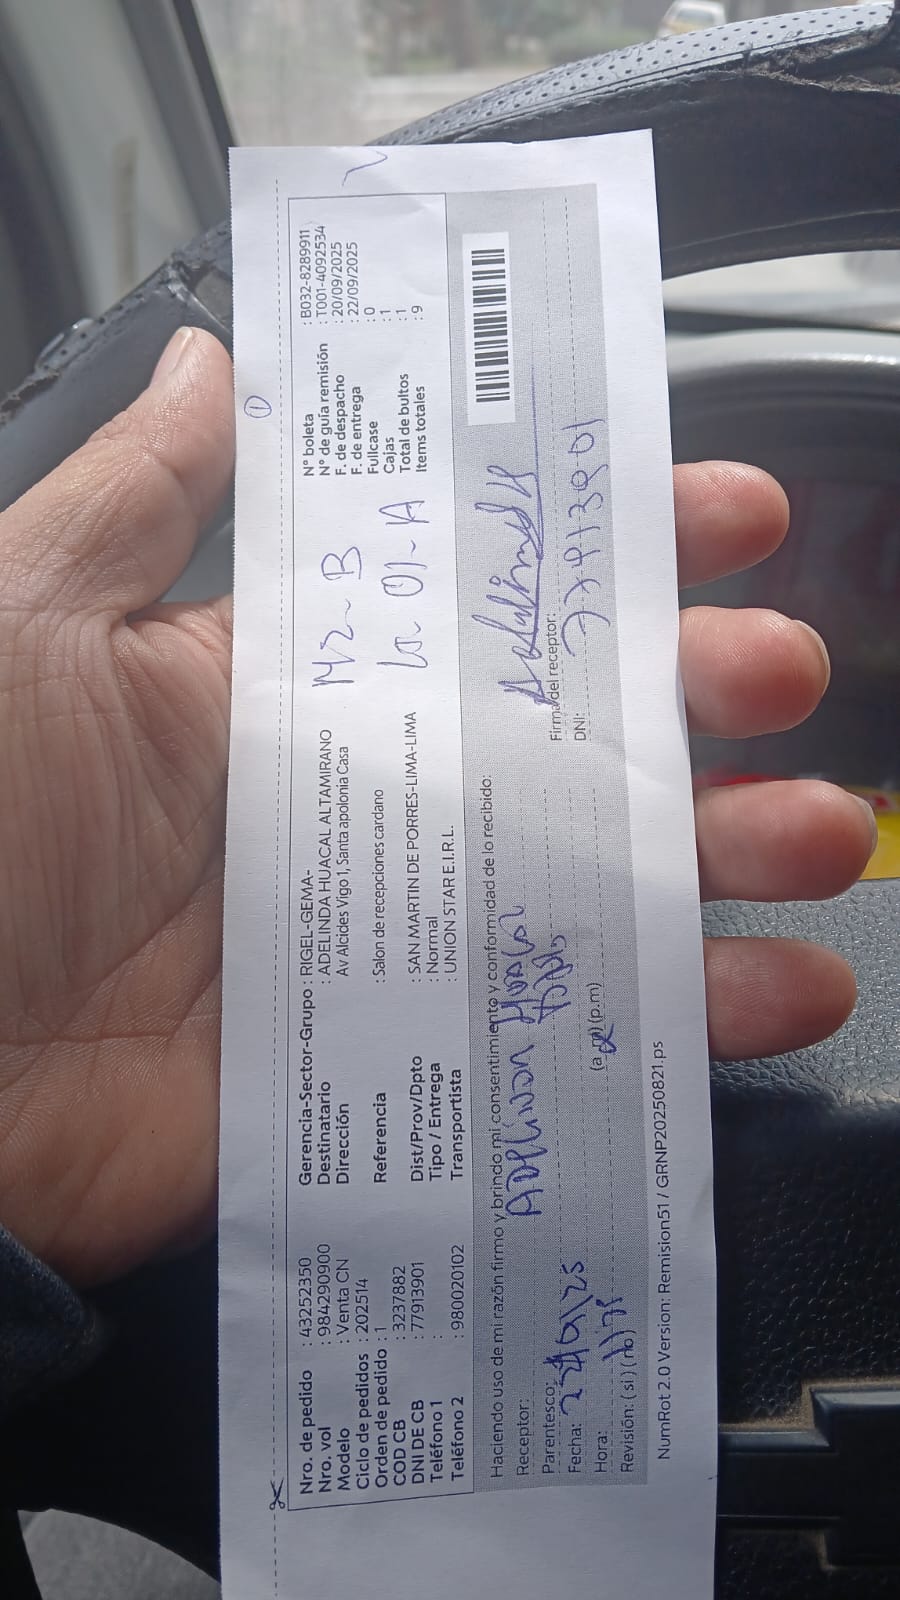 1
Nro. de pedido : 43252350
Nro. vol : 984290900
Modelo : Venta CN
Ciclo de pedidos : 202514
Orden de pedido : 1
COD CB : 3237882
DNI DE CB : 77913901
Teléfono 1 :
Teléfono 2 : 980020102
Gerencia-Sector-Grupo : RIGEL-GEMA-
Destinatario : ADELINDA HUACAL ALTAMIRANO
Dirección Av Alcides Vigo 1, Santa apolonia Casa
Referencia : Salon de recepciones cardano
Dist/Prov/Dpto : SAN MARTIN DE PORRES-LIMA-LIMA
Tipo / Entrega : Normal
Transportista : UNION STAR E.I.R.L.
Mz - B
01 - A
N° boleta : B032-8289911
N° de guía remisión : T001-4092534
F. de despacho : 20/09/2025
F. de entrega : 22/09/2025
Fullcase : 0
Cajas : 1
Total de bultos : 1
Items totales : 9
Haciendo uso de mi razón firmo y brindo mi consentimiento y conformidad de lo recibido:
Receptor: Huacal
Parentesco:
Fecha:
Hora: (a.m) (p.m)
Revisión: (si) (no)
Firma del receptor:
DNI: 77913901
NumRot 2.0 Version: Remision51 / GRNP20250821.ps